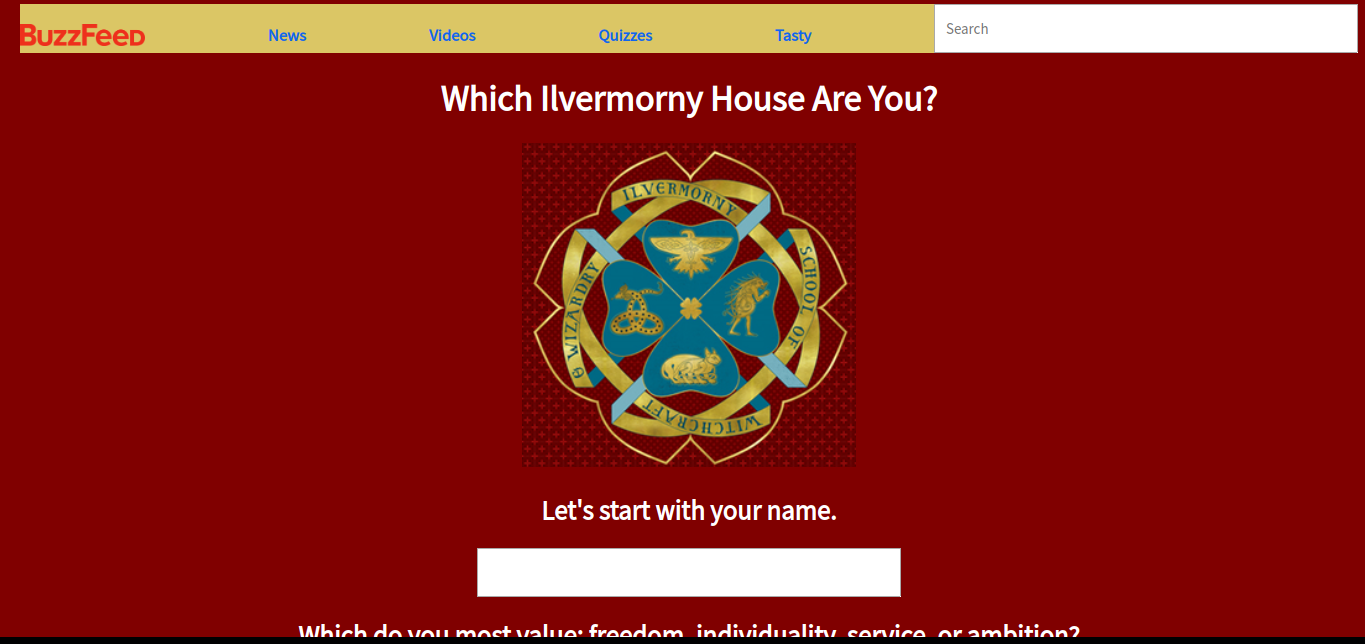 BuzzFeed
News
Videos
Quizzes
Tasty
Search
Which Ilvermorny House Are You?
ILVERMORNY
SCHOOL OF
WITCHCRAFT
& WIZARDRY
Let's start with your name.
Which do you most value: freedom, individuality, service, or ambition?